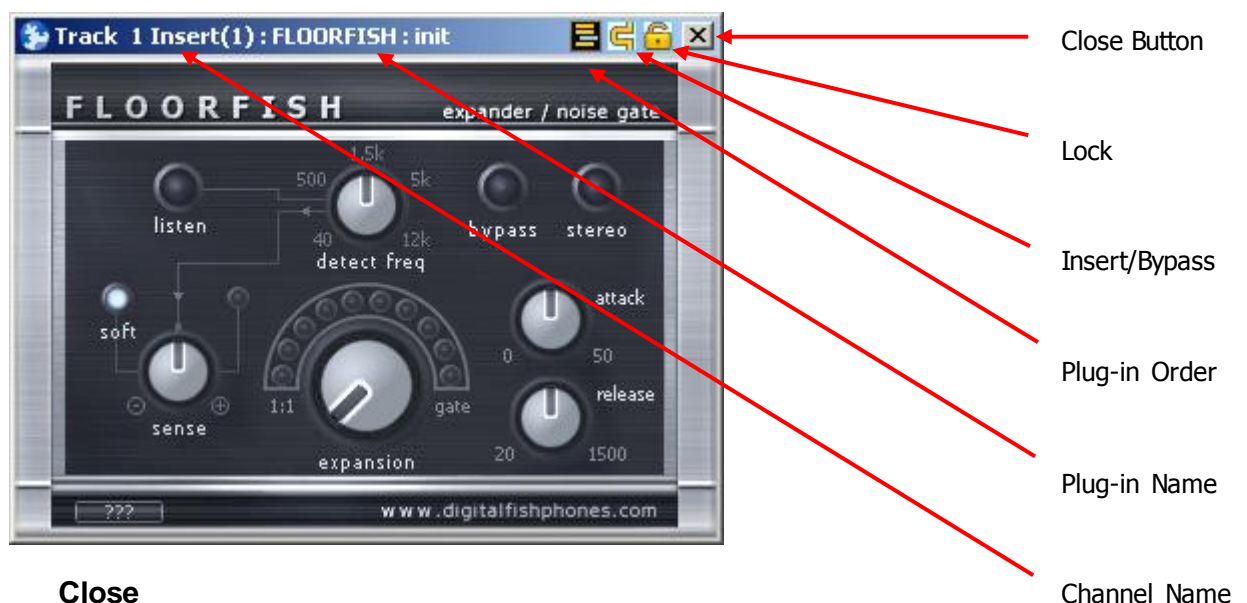 Track 1 Insert(1) : FLOORFISH : init
Close Button
FLOORFISH
expander / noise gate
Lock
1.5k
500
5k
listen
bypass
stereo
40
12k
detect freq
Insert/Bypass
attack
soft
0
50
Plug-in Order
release
1:1
gate
sense
20
1500
expansion
Plug-in Name
???
www.digitalfishphones.com
Close
Channel Name